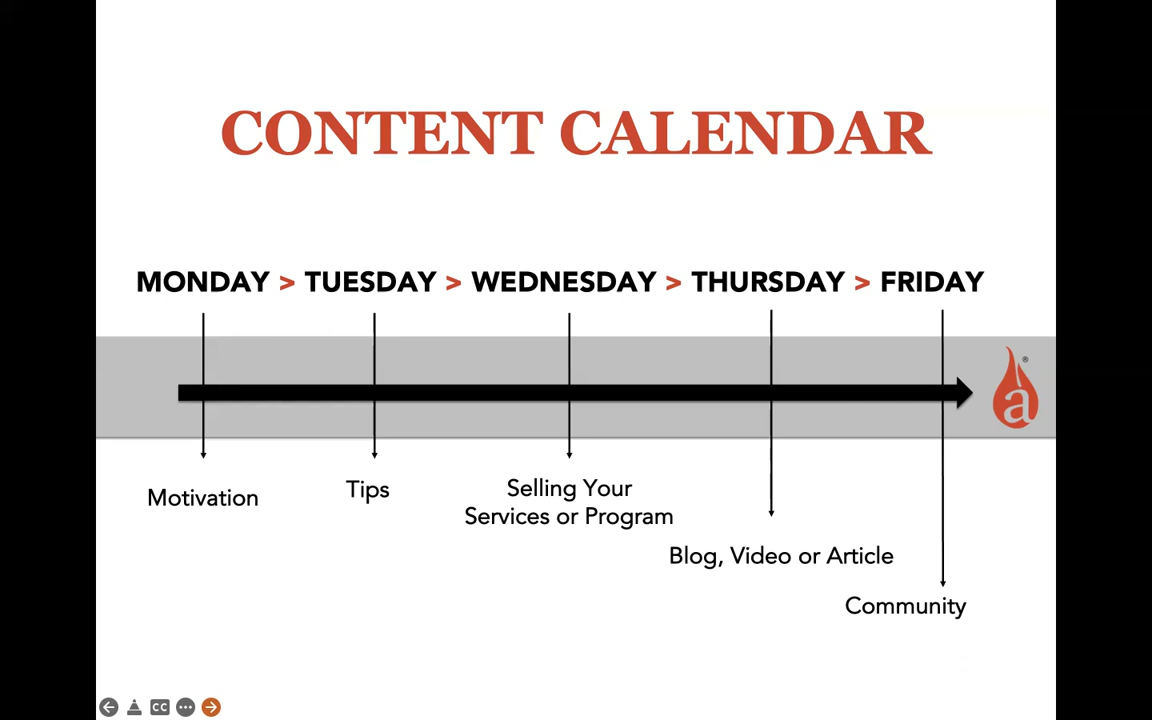 CONTENT CALENDAR
MONDAY > TUESDAY > WEDNESDAY > THURSDAY > FRIDAY
®
a
Motivation
Tips
Selling Your
Services or Program
Blog, Video or Article
Community
CC